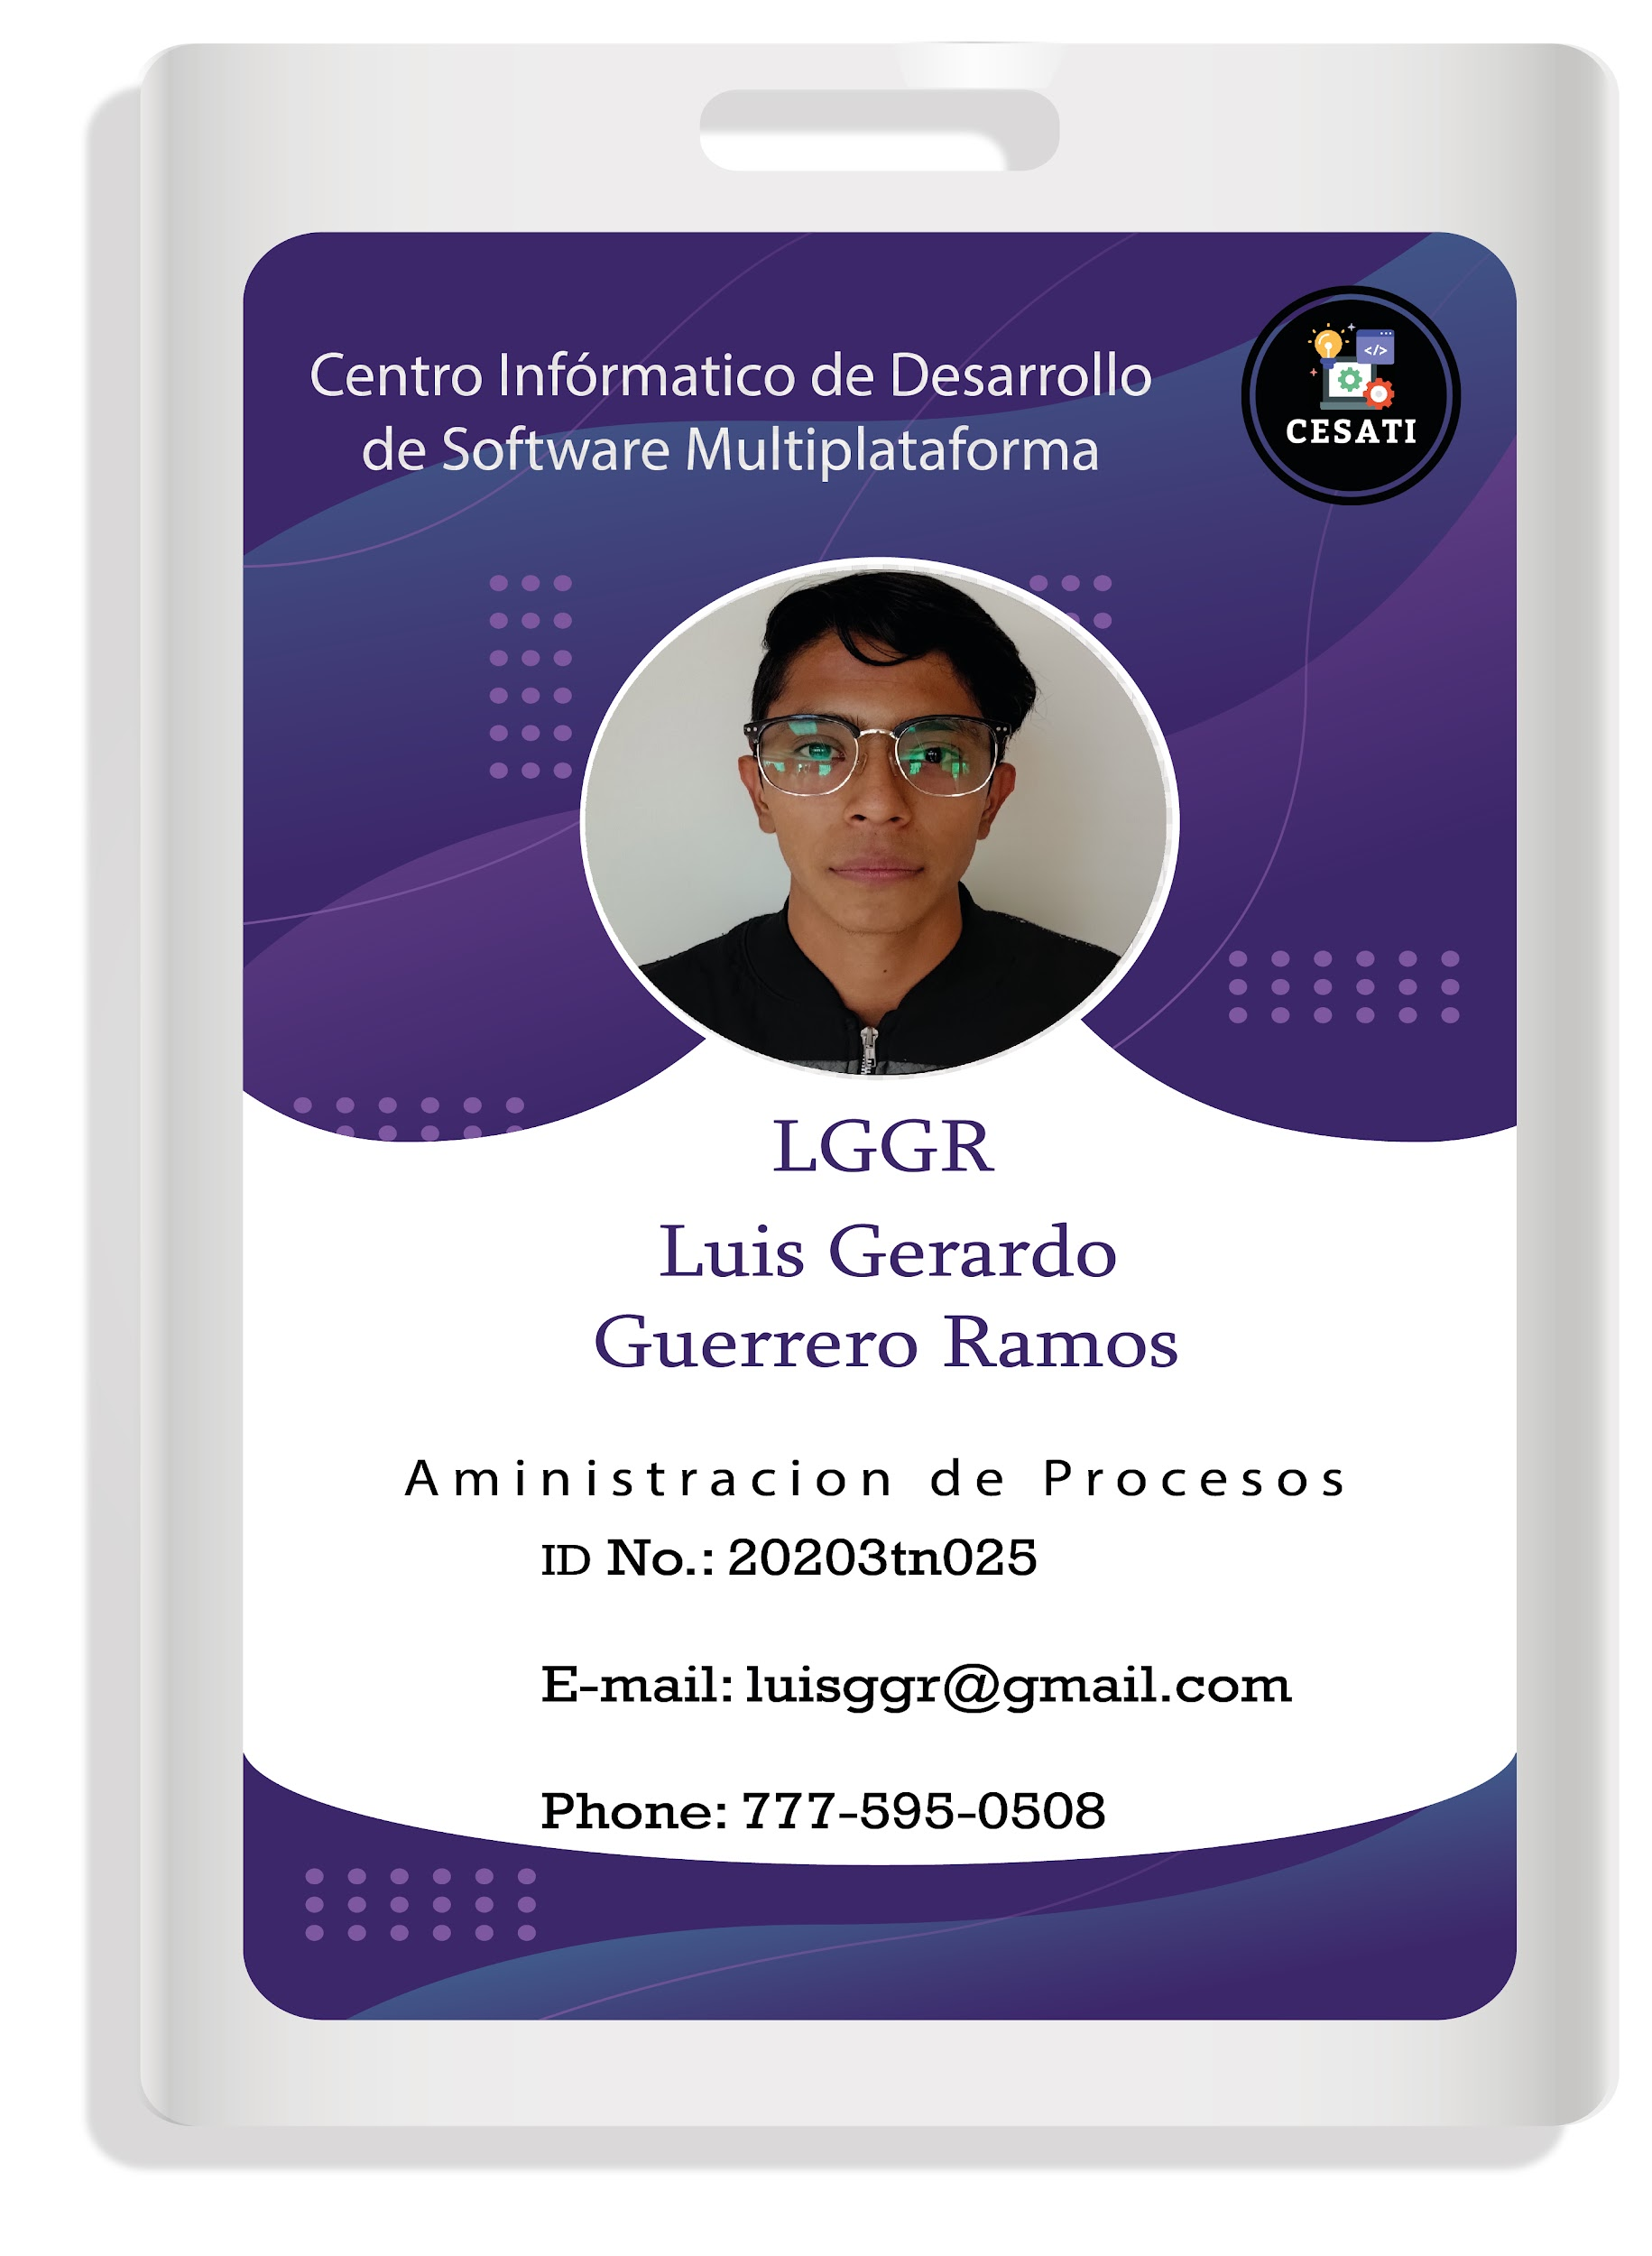 Centro Infórmatico de Desarrollo
de Software Multiplataforma
</>
CESATI
LGGR
Luis Gerardo
Guerrero Ramos
Aministracion de Procesos
ID No.: 20203tn025
E-mail: luisggr@gmail.com
Phone: 777-595-0508